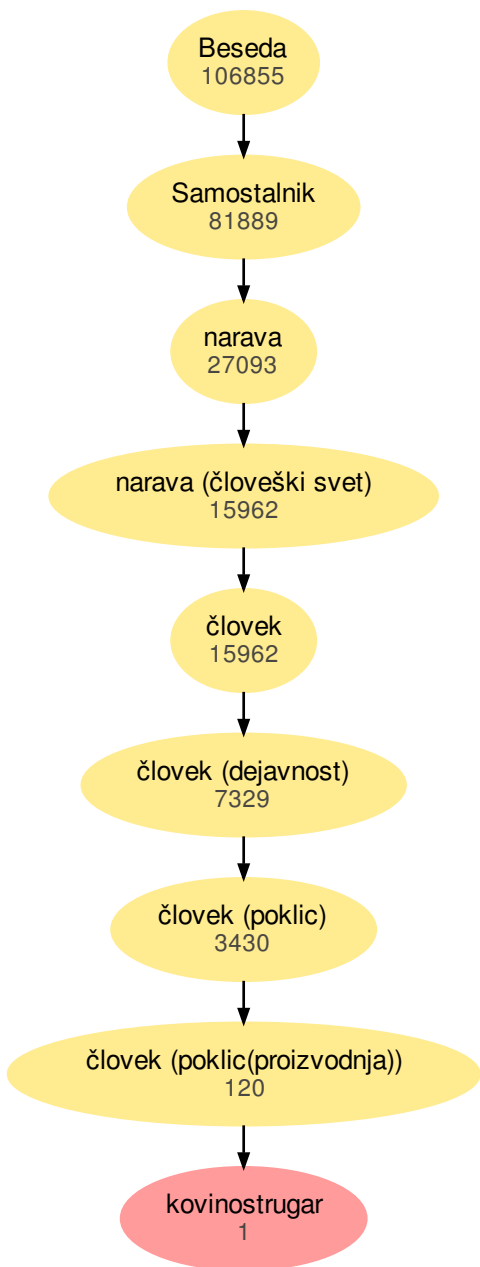 Beseda
106855
Samostalnik
81889
narava
27093
narava (človeški svet)
15962
človek
15962
človek (dejavnost)
7329
človek (poklic)
3430
človek (poklic(proizvodnja))
120
kovinostrugar
1